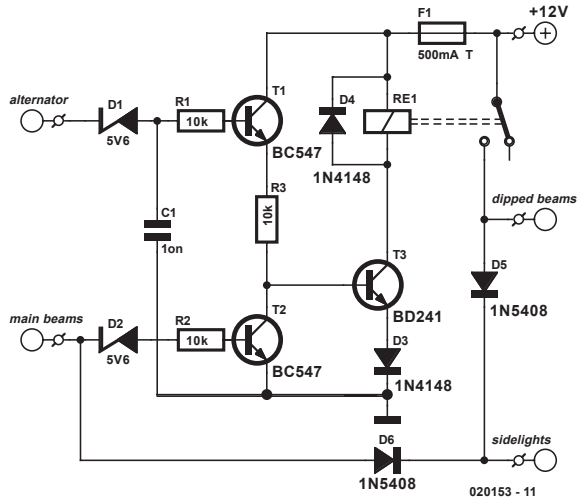 F1
+12V
500mA T
T1
alternator
D1
R1
D4
RE1
10k
5V6
BC547
1N4148
R3
C1
10k
1on
dipped beams
T3
D5
T2
main beams
D2
R2
BD241
1N5408
10k
D3
5V6
BC547
1N4148
D6
sidelights
1N5408
020153 - 11